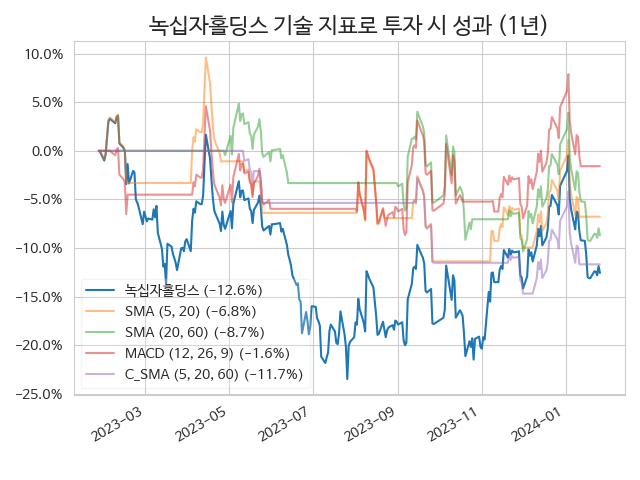 녹십자홀딩스 기술 지표로 투자 시 성과 (1년)
10.0%
5.0%
0.0%
−5.0%
−10.0%
−15.0%
−20.0%
−25.0%
녹십자홀딩스 (−12.6%)
SMA (5, 20) (−6.8%)
SMA (20, 60) (−8.7%)
MACD (12, 26, 9) (−1.6%)
C_SMA (5, 20, 60) (−11.7%)
2023−03
2023−05
2023−07
2023−09
2023−11
2024−01